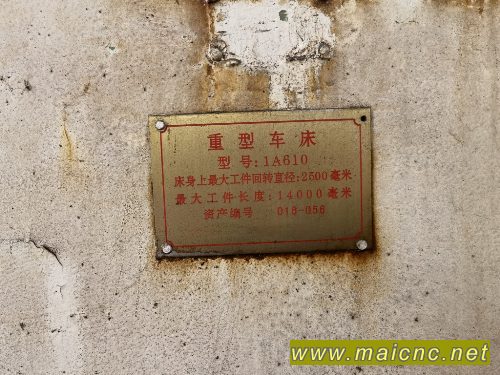 重型车床
型号:1A610
床身上最大工件回转直径:2500毫米
最大工件长度:14000毫米
资产编号 016-056
www.maicnc.net